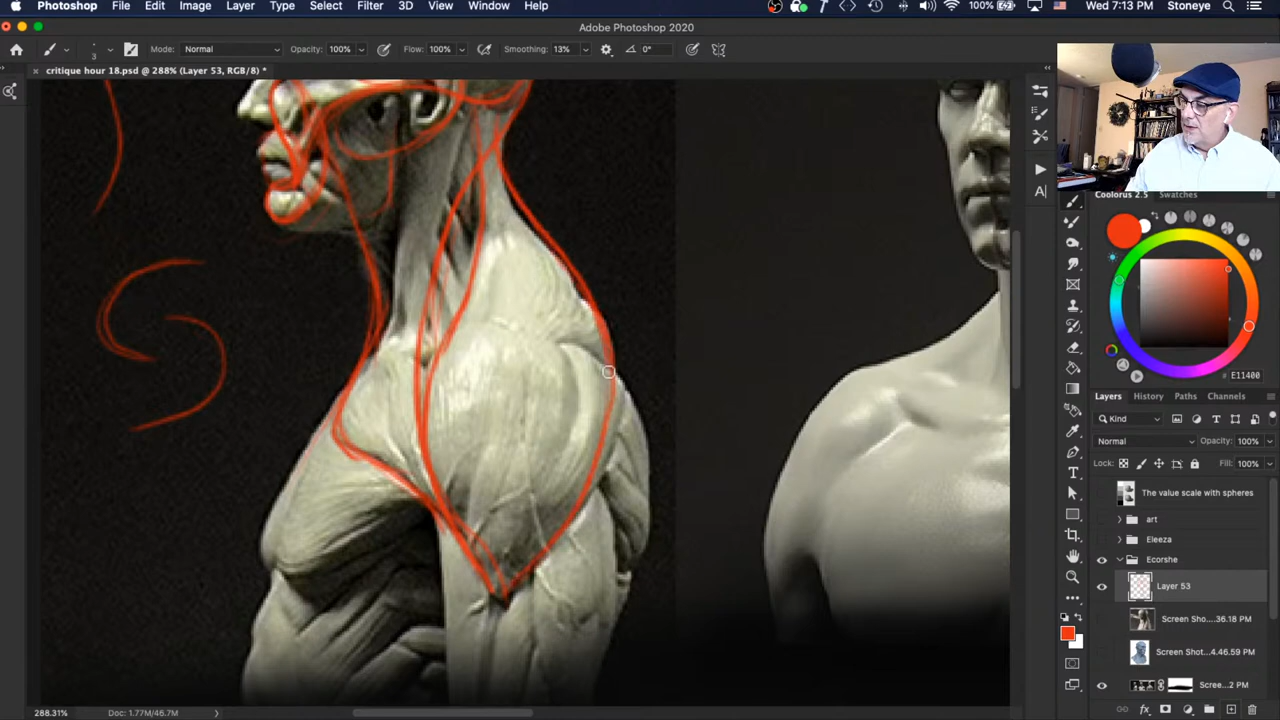 Photoshop File Edit Image Layer Type Select Filter 3D View Window Help 100% Wed 7:13 PM Stoneye
Adobe Photoshop 2020
3 Mode: Normal Opacity: 100% Flow: 100% Smoothing: 13% 0°
critique hour 18.psd @ 288% (Layer 53, RGB/8) *
Coolorus 2.5 Swatches
# E11400
Layers History Paths Channels
Kind
Normal Opacity: 100%
Lock: Fill: 100%
The value scale with spheres
art
Eleeza
Ecorshe
Layer 53
Screen Sho....36.18 PM
Screen Shot...4.46.59 PM
Scree...2 PM
288.31% Doc: 1.77M/46.7M